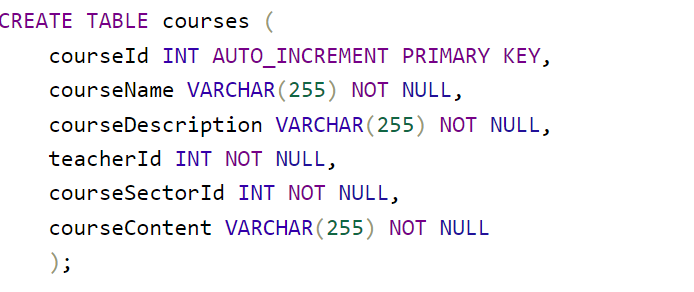 CREATE TABLE courses (
courseId INT AUTO_INCREMENT PRIMARY KEY,
courseName VARCHAR(255) NOT NULL,
courseDescription VARCHAR(255) NOT NULL,
teacherId INT NOT NULL,
courseSectorId INT NOT NULL,
courseContent VARCHAR(255) NOT NULL
);